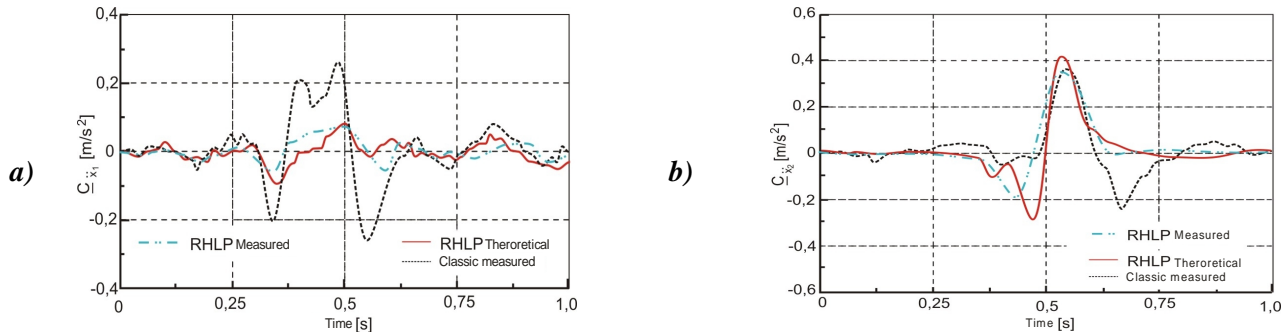 a)
C ẍ₁ [m/s²]
0,4
0,2
0
-0,2
-0,4
0
0,25
0,5
0,75
1,0
Time [s]
RHLP Measured
RHLP Theroretical
Classic measured
b)
C ẍ₂ [m/s²]
0,6
0,4
0,2
0
-0,2
-0,4
-0,6
0
0,25
0,5
0,75
1,0
Time [s]
RHLP Measured
RHLP Theroretical
Classic measured